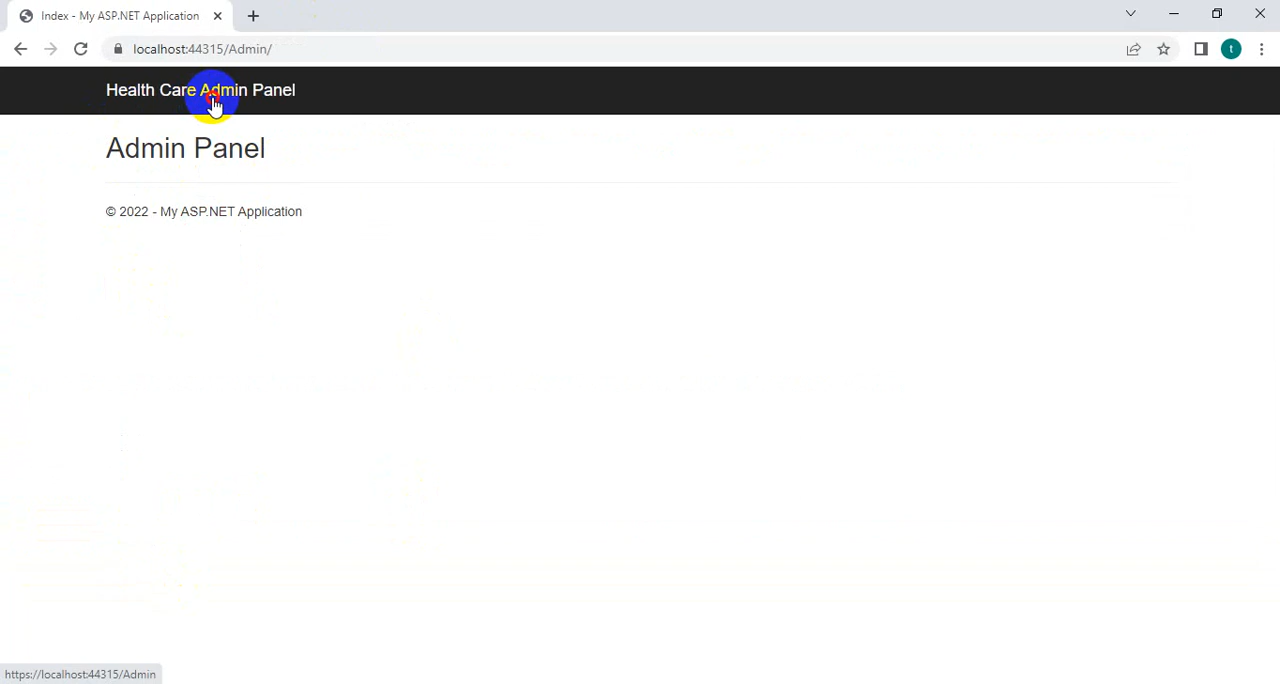 Index - My ASP.NET Application
localhost:44315/Admin/
t
Health Care Admin Panel
Admin Panel
© 2022 - My ASP.NET Application
https://localhost:44315/Admin